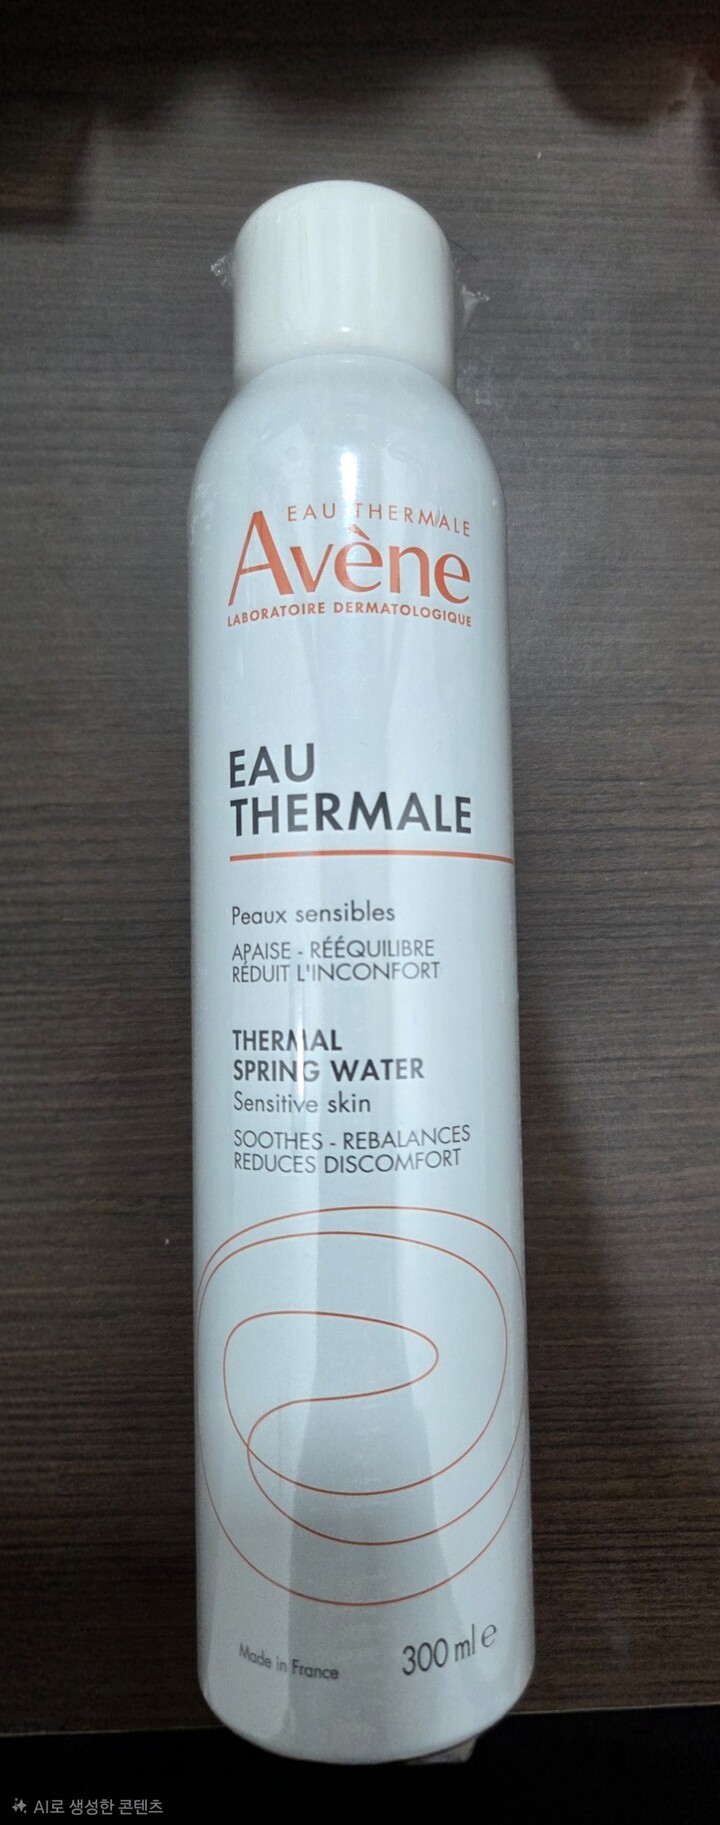 EAU THERMALE
Avène
LABORATOIRE DERMATOLOGIQUE
EAU
THERMALE
Peaux sensibles
APAISE - RÉÉQUILIBRE
RÉDUIT L'INCONFORT
THERMAL
SPRING WATER
Sensitive skin
SOOTHES - REBALANCES
REDUCES DISCOMFORT
Made in France
300 ml ℮
AI로 생성한 콘텐츠